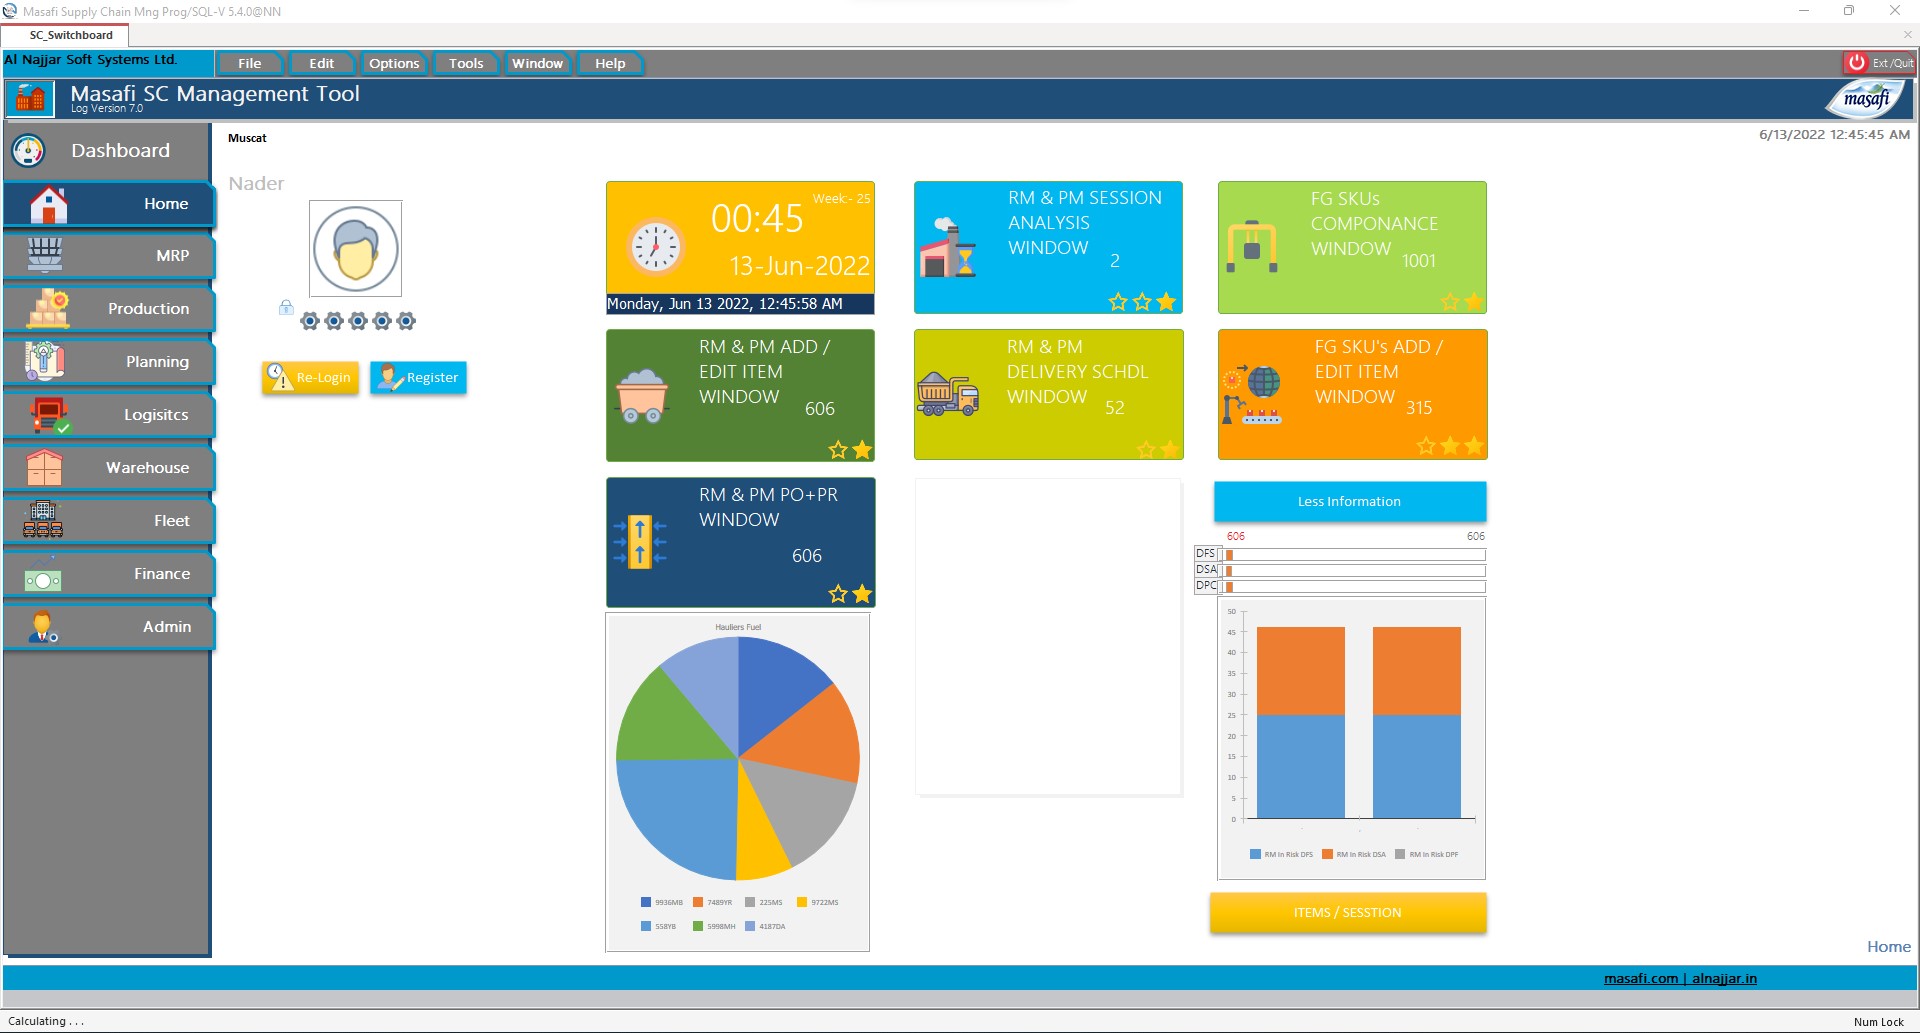 Masafi Supply Chain Mng Prog/SQL-V 5.4.0@NN
SC_Switchboard
Al Najjar Soft Systems Ltd.
File
Edit
Options
Tools
Window
Help
Ext /Quit
Masafi SC Management Tool
Log Version 7.0
masafi
Dashboard
Home
MRP
Production
Planning
Logisitcs
Warehouse
Fleet
Finance
Admin
Muscat
6/13/2022 12:45:45 AM
Nader
Re-Login
Register
Week:- 25
00:45
13-Jun-2022
Monday, Jun 13 2022, 12:45:58 AM
RM & PM SESSION
ANALYSIS
WINDOW
2
FG SKUs
COMPONANCE
WINDOW
1001
RM & PM ADD /
EDIT ITEM
WINDOW
606
RM & PM
DELIVERY SCHDL
WINDOW
52
FG SKU's ADD /
EDIT ITEM
WINDOW
315
RM & PM PO+PR
WINDOW
606
Less Information
606
606
DFS
DSA
DPC
Hauliers Fuel
9936MB 7489YR 225MS 9722MS
558YB 5998MH 4187DA
50
45
40
35
30
25
20
15
10
5
0
RM In Risk DFS RM In Risk DSA RM In Risk DPF
ITEMS / SESSTION
Home
masafi.com | alnajjar.in
Calculating . . .
Num Lock